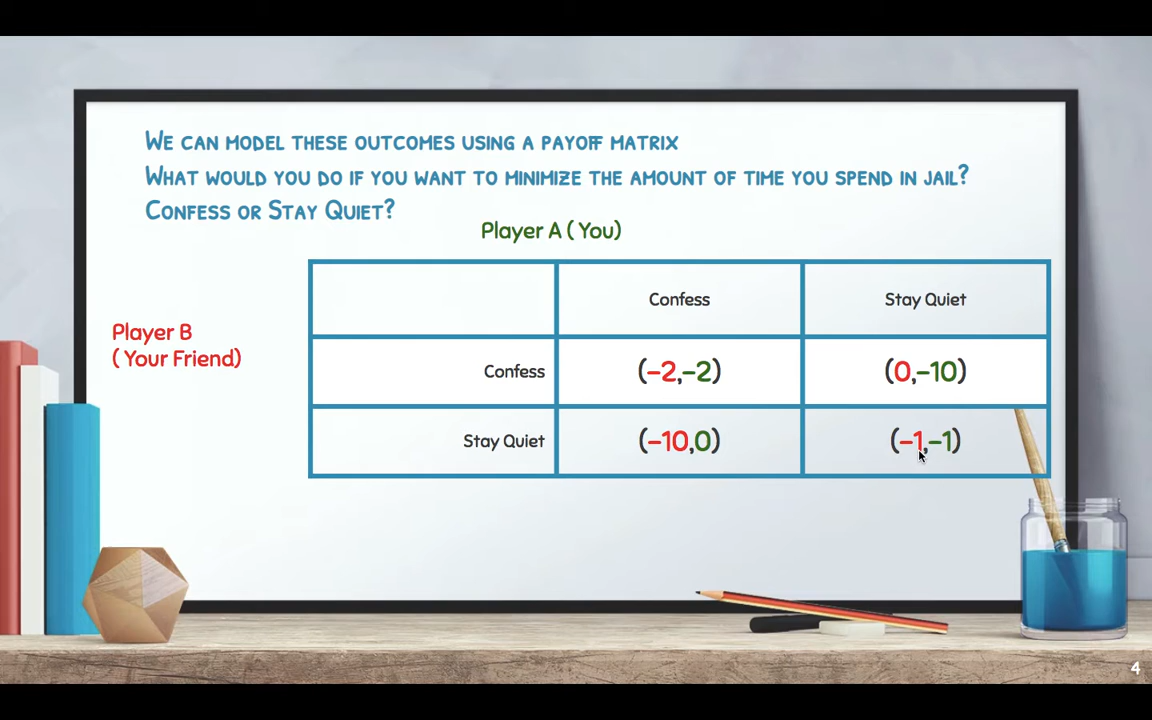 We can model these outcomes using a payoff matrix
What would you do if you want to minimize the amount of time you spend in jail?
Confess or Stay Quiet?
Player A ( You)
Confess Stay Quiet
Player B
( Your Friend)
Confess (-2,-2) (0,-10)
Stay Quiet (-10,0) (-1,-1)
4